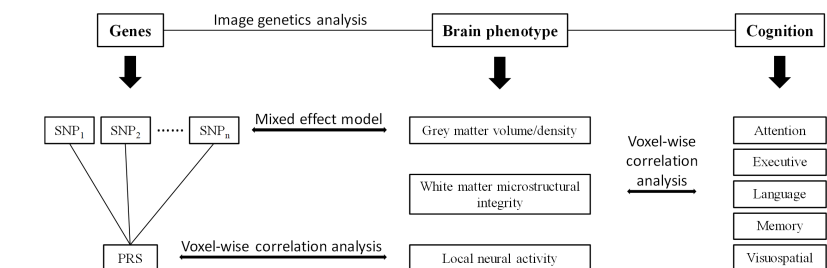 Image genetics analysis
Genes
Brain phenotype
Cognition
SNP1
SNP2
......
SNPn
Mixed effect model
Grey matter volume/density
Voxel-wise
correlation
analysis
Attention
Executive
White matter microstructural
integrity
Language
Memory
PRS
Voxel-wise correlation analysis
Local neural activity
Visuospatial